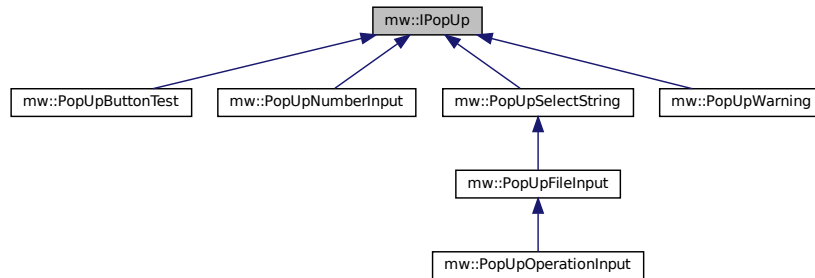 mw::IPopUp
mw::PopUpButtonTest
mw::PopUpNumberInput
mw::PopUpSelectString
mw::PopUpWarning
mw::PopUpFileInput
mw::PopUpOperationInput